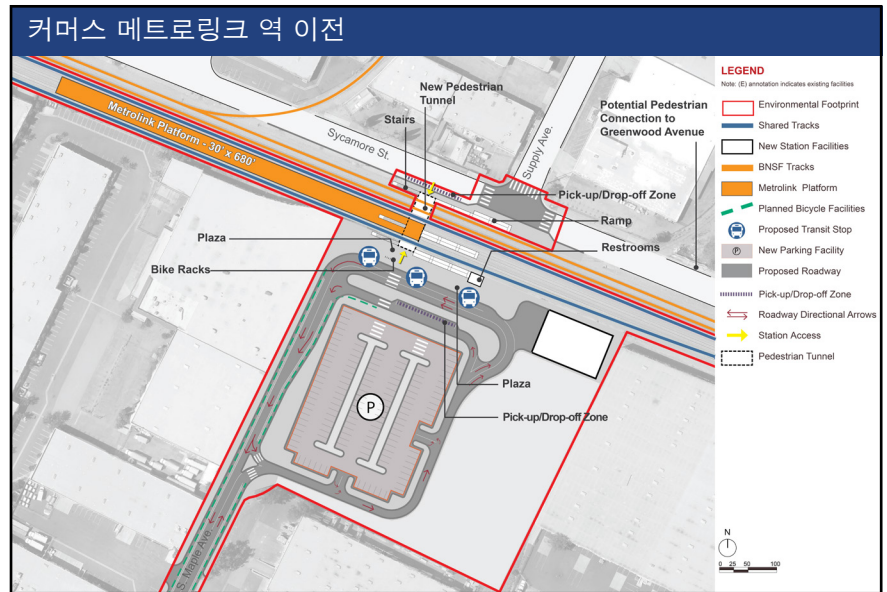 커머스 메트로링크 역 이전
New Pedestrian
Tunnel
Stairs
Metrolink Platform - 30' x 680'
Sycamore St.
Supply Ave.
Potential Pedestrian
Connection to
Greenwood Avenue
Pick-up/Drop-off Zone
Ramp
Restrooms
Plaza
Bike Racks
Plaza
Pick-up/Drop-off Zone
P
S. Maple Ave.
LEGEND
Note: (E) annotation indicates existing facilities
Environmental Footprint
Shared Tracks
New Station Facilities
BNSF Tracks
Metrolink Platform
Planned Bicycle Facilities
Proposed Transit Stop
P New Parking Facility
Proposed Roadway
Pick-up/Drop-off Zone
Roadway Directional Arrows
Station Access
Pedestrian Tunnel
N
0 25 50 100